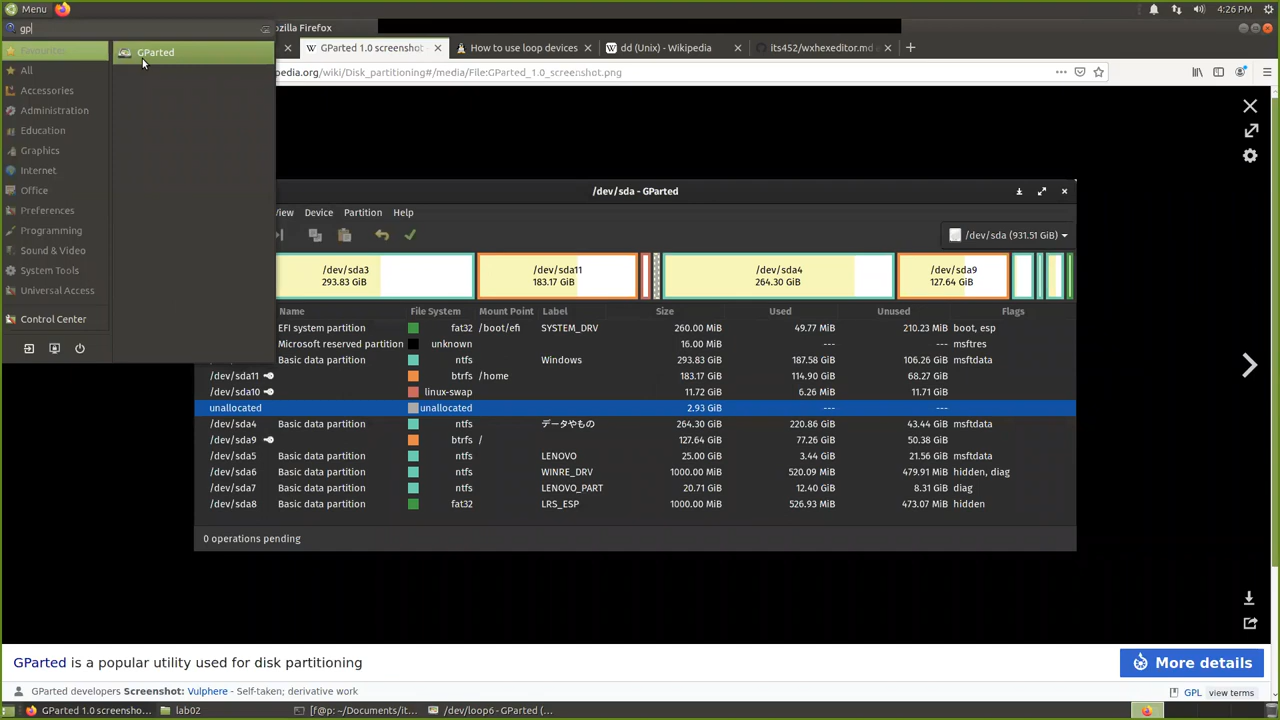 Menu
4:26 PM
gp
zilla Firefox
GParted 1.0 screenshot
How to use loop devices
dd (Unix) - Wikipedia
its452/wxhexeditor.md
pedia.org/wiki/Disk_partitioning#/media/File:GParted_1.0_screenshot.png
Favourites
All
Accessories
Administration
Education
Graphics
Internet
Office
Preferences
Programming
Sound & Video
System Tools
Universal Access
Control Center
GParted
/dev/sda - GParted
View Device Partition Help
/dev/sda (931.51 GiB)
/dev/sda3
293.83 GiB
/dev/sda11
183.17 GiB
/dev/sda4
264.30 GiB
/dev/sda9
127.64 GiB
Name File System Mount Point Label Size Used Unused Flags
EFI system partition fat32 /boot/efi SYSTEM_DRV 260.00 MiB 49.77 MiB 210.23 MiB boot, esp
Microsoft reserved partition unknown 16.00 MiB --- --- msftres
Basic data partition ntfs Windows 293.83 GiB 187.58 GiB 106.26 GiB msftdata
/dev/sda11 btrfs /home 183.17 GiB 114.90 GiB 68.27 GiB
/dev/sda10 linux-swap 11.72 GiB 6.26 MiB 11.71 GiB
unallocated unallocated 2.93 GiB --- ---
/dev/sda4 Basic data partition ntfs データやもの 264.30 GiB 220.86 GiB 43.44 GiB msftdata
/dev/sda9 btrfs / 127.64 GiB 77.26 GiB 50.38 GiB
/dev/sda5 Basic data partition ntfs LENOVO 25.00 GiB 3.44 GiB 21.56 GiB msftdata
/dev/sda6 Basic data partition ntfs WINRE_DRV 1000.00 MiB 520.09 MiB 479.91 MiB hidden, diag
/dev/sda7 Basic data partition ntfs LENOVO_PART 20.71 GiB 12.40 GiB 8.31 GiB diag
/dev/sda8 Basic data partition fat32 LRS_ESP 1000.00 MiB 526.93 MiB 473.07 MiB hidden
0 operations pending
GParted is a popular utility used for disk partitioning
More details
GParted developers Screenshot: Vulphere - Self-taken; derivative work
GPL view terms
GParted 1.0 screensho...
lab02
[f@p: ~/Documents/it...
/dev/loop6 - GParted (...